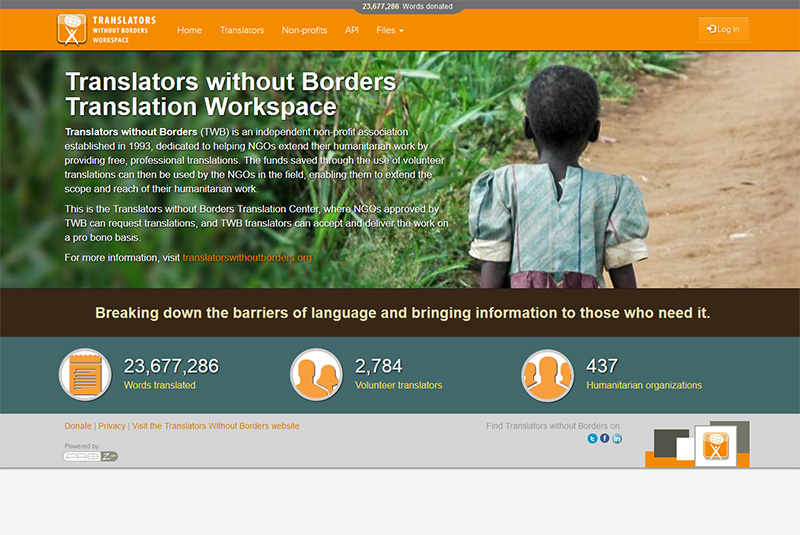 23,677,286 Words donated
TRANSLATORS
WITHOUT BORDERS
WORKSPACE
Home
Translators
Non-profits
API
Files
Log In
Translators without Borders
Translation Workspace
Translators without Borders (TWB) is an independent non-profit association
established in 1993, dedicated to helping NGOs extend their humanitarian work by
providing free, professional translations. The funds saved through the use of volunteer
translations can then be used by the NGOs in the field, enabling them to extend the
scope and reach of their humanitarian work.
This is the Translators without Borders Translation Center, where NGOs approved by
TWB can request translations, and TWB translators can accept and deliver the work on
a pro bono basis.
For more information, visit translatorswithoutborders.org
Breaking down the barriers of language and bringing information to those who need it.
23,677,286
Words translated
2,784
Volunteer translators
437
Humanitarian organizations
Donate | Privacy | Visit the Translators Without Borders website
Find Translators without Borders on:
Powered by:
PROZ.com